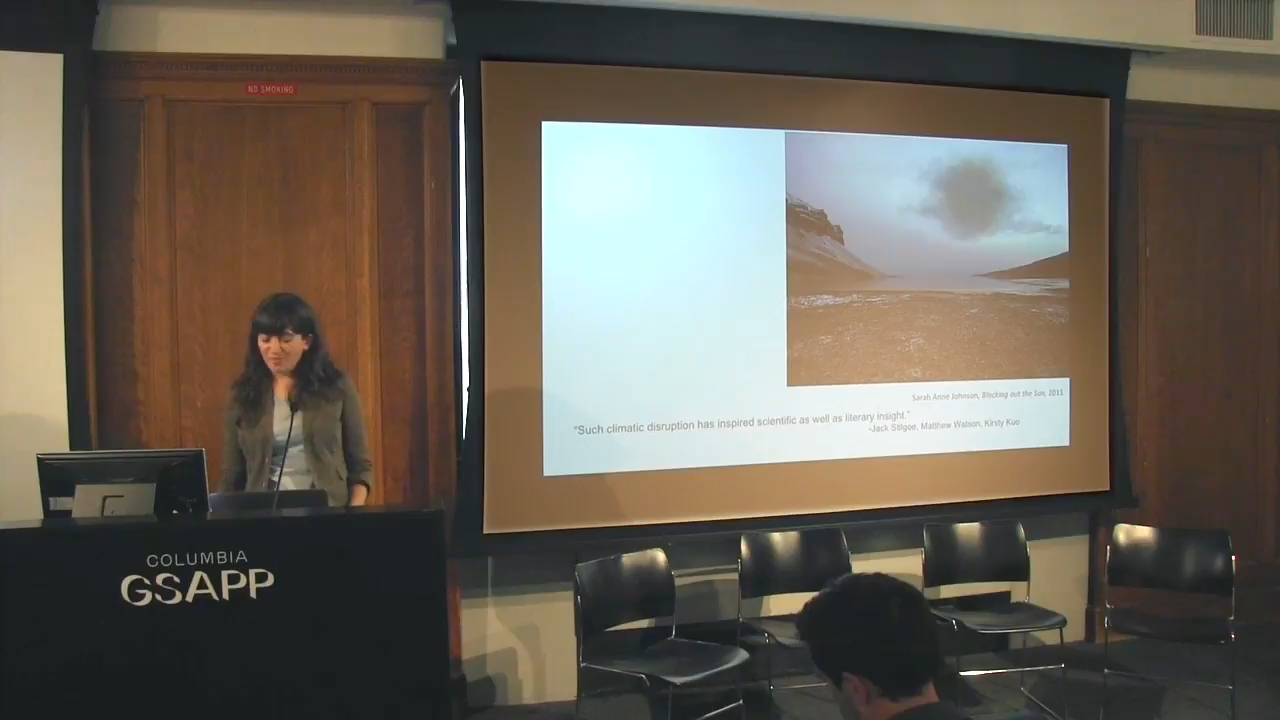 NO SMOKING
Sarah Anne Johnson, Blocking out the Sun, 2011
"Such climatic disruption has inspired scientific as well as literary insight."
-Jack Stilgoe, Matthew Watson, Kirsty Kuo
COLUMBIA
GSAPP